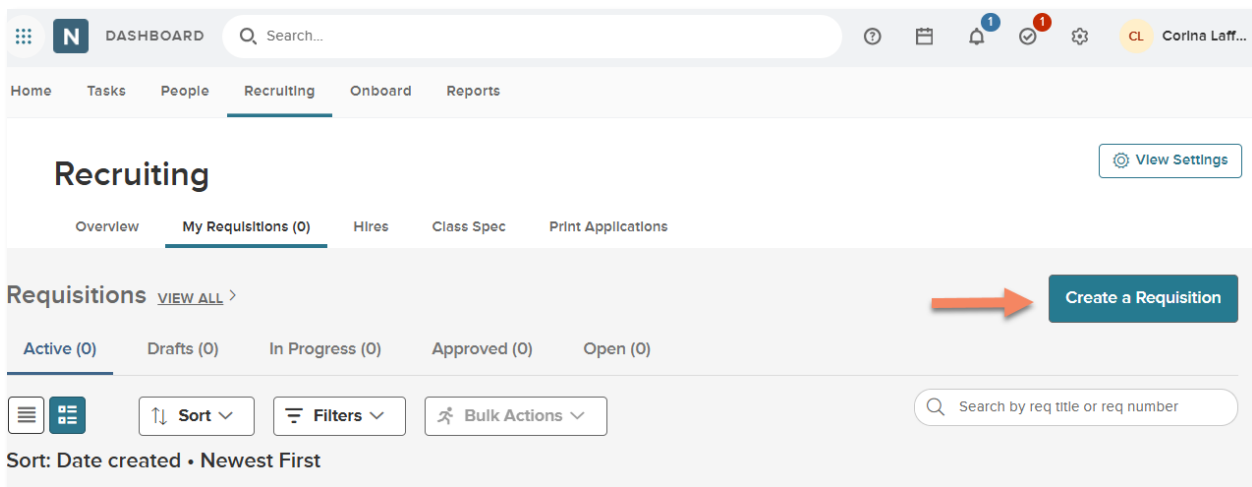 N DASHBOARD Search... 1 1 CL Corina Laff...
Home Tasks People Recruiting Onboard Reports
Recruiting View Settings
Overview My Requisitions (0) Hires Class Spec Print Applications
Requisitions VIEW ALL > Create a Requisition
Active (0) Drafts (0) In Progress (0) Approved (0) Open (0)
Sort Filters Bulk Actions Search by req title or req number
Sort: Date created • Newest First